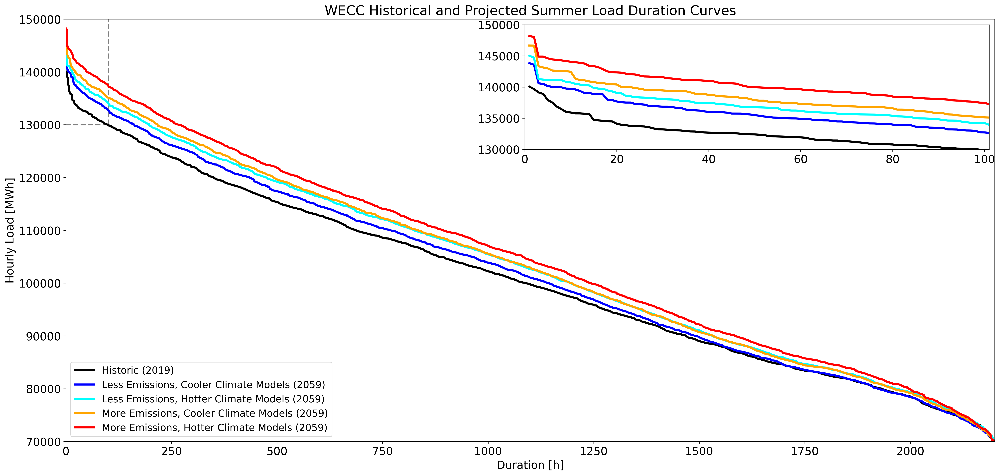 WECC Historical and Projected Summer Load Duration Curves
150000
140000
130000
120000
110000
100000
90000
80000
70000
Hourly Load [MWh]
150000
145000
140000
135000
130000
0 20 40 60 80 100
Historic (2019)
Less Emissions, Cooler Climate Models (2059)
Less Emissions, Hotter Climate Models (2059)
More Emissions, Cooler Climate Models (2059)
More Emissions, Hotter Climate Models (2059)
0 250 500 750 1000 1250 1500 1750 2000
Duration [h]